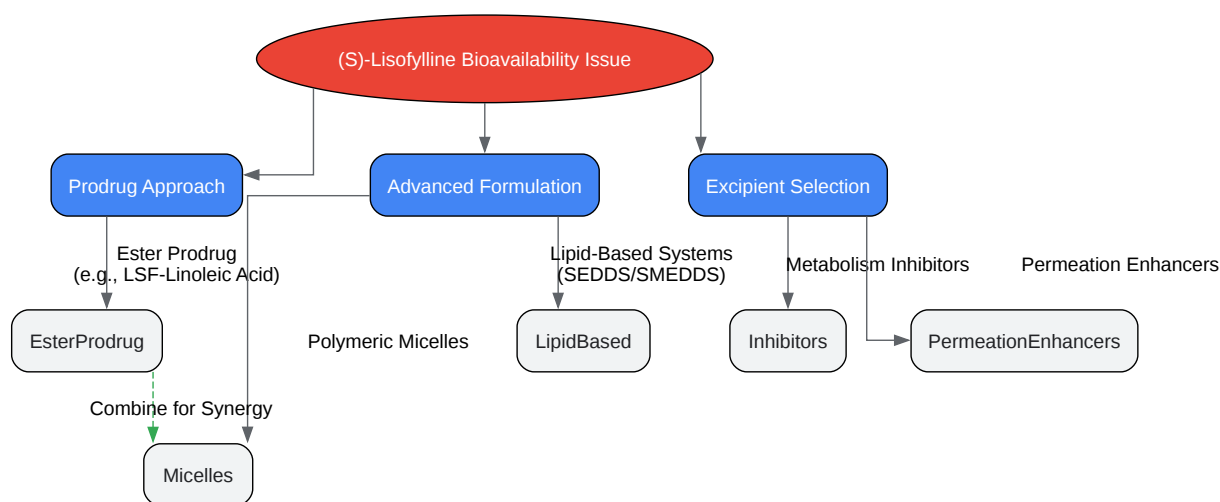 (S)-Lisofylline Bioavailability Issue
Prodrug Approach
Advanced Formulation
Excipient Selection
Ester Prodrug
(e.g., LSF-Linoleic Acid)
Lipid-Based Systems
(SEDDS/SMEDDS)
Metabolism Inhibitors
Permeation Enhancers
EsterProdrug
Polymeric Micelles
LipidBased
Inhibitors
PermeationEnhancers
Combine for Synergy
Micelles